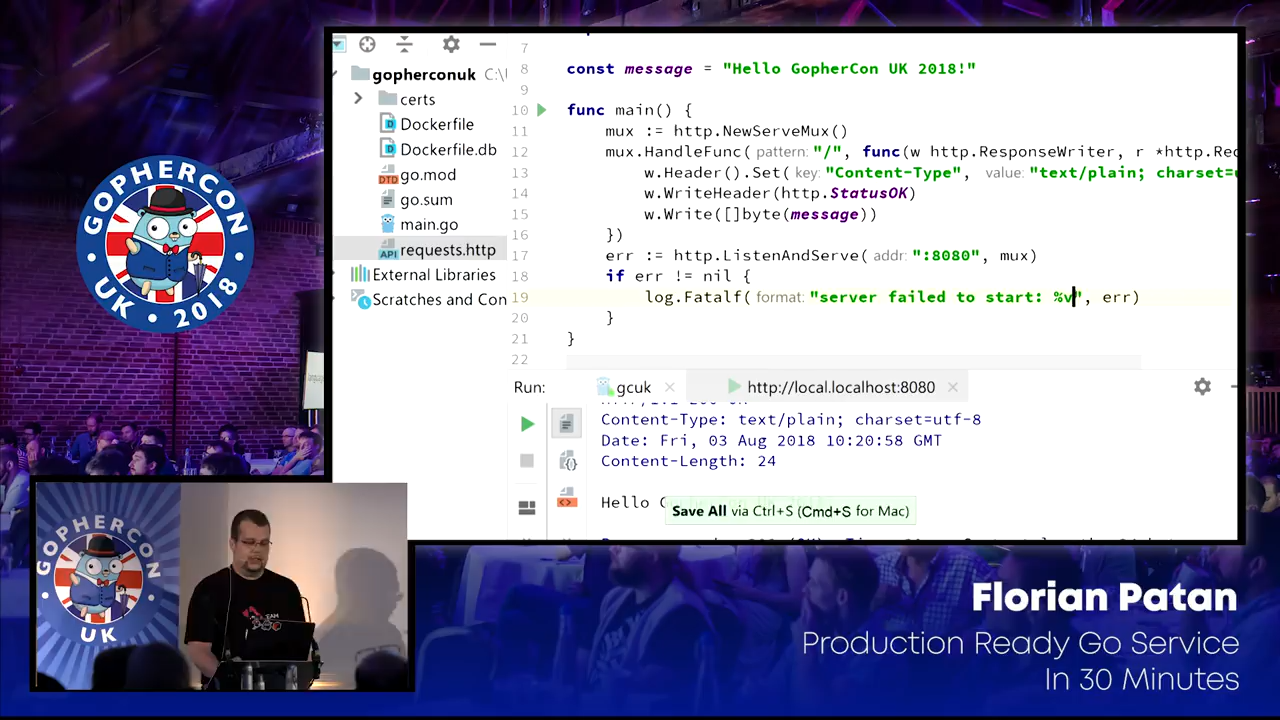 GOPHERCON
UK 2018
gopherconuk C:\
certs
Dockerfile
Dockerfile.db
go.mod
go.sum
main.go
requests.http
External Libraries
Scratches and Con
7
8 const message = "Hello GopherCon UK 2018!"
9
10 func main() {
11 mux := http.NewServeMux()
12 mux.HandleFunc( pattern: "/", func(w http.ResponseWriter, r *http.Req
13 w.Header().Set( key: "Content-Type", value: "text/plain; charset=u
14 w.WriteHeader(http.StatusOK)
15 w.Write([]byte(message))
16 })
17 err := http.ListenAndServe( addr: ":8080", mux)
18 if err != nil {
19 log.Fatalf( format: "server failed to start: %v", err)
20 }
21 }
22
Run: gcuk http://local.localhost:8080
Content-Type: text/plain; charset=utf-8
Date: Fri, 03 Aug 2018 10:20:58 GMT
Content-Length: 24
Hello
Save All via Ctrl+S (Cmd+S for Mac)
GOPHERCON
UK
Florian Patan
Production Ready Go Service
In 30 Minutes